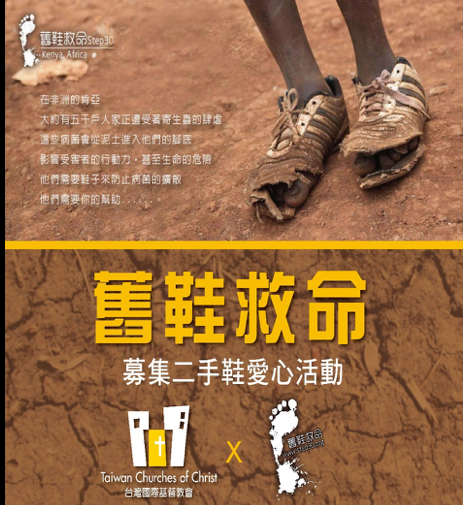 舊鞋救命Step30
Kenya, Africa
在非洲的肯亞
大約有五千戶人家正遭受著寄生蟲的肆虐
這些病菌會從泥土進入他們的腳底
影響受害者的行動力，甚至生命的危險
他們需要鞋子來防止病菌的擴散
他們需要你的幫助......
舊鞋救命
募集二手鞋愛心活動
Taiwan Churches of Christ
台灣國際基督教會
X
舊鞋救命